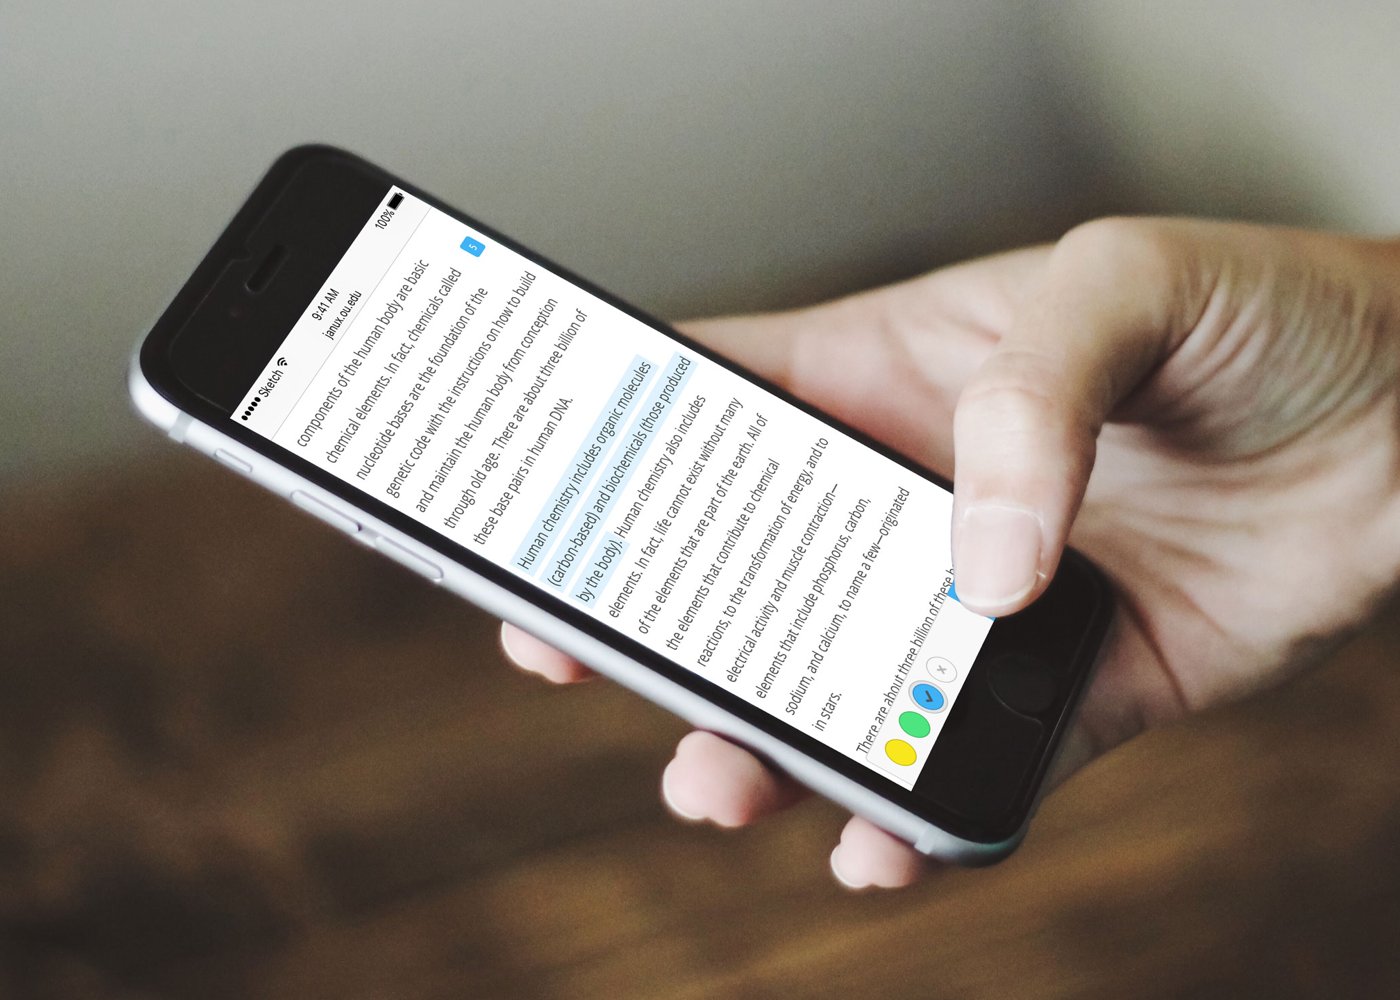 Sketch 9:41 AM 100%
janux.ou.edu
5
components of the human body are basic
chemical elements. In fact, chemicals called
nucleotide bases are the foundation of the
genetic code with the instructions on how to build
and maintain the human body from conception
through old age. There are about three billion of
these base pairs in human DNA.
Human chemistry includes organic molecules
(carbon-based) and biochemicals (those produced
by the body). Human chemistry also includes
elements. In fact, life cannot exist without many
of the elements that are part of the earth. All of
the elements that contribute to chemical
reactions, to the transformation of energy, and to
electrical activity and muscle contraction—
elements that include phosphorus, carbon,
sodium, and calcium, to name a few—originated
in stars.
There are about three billion of these